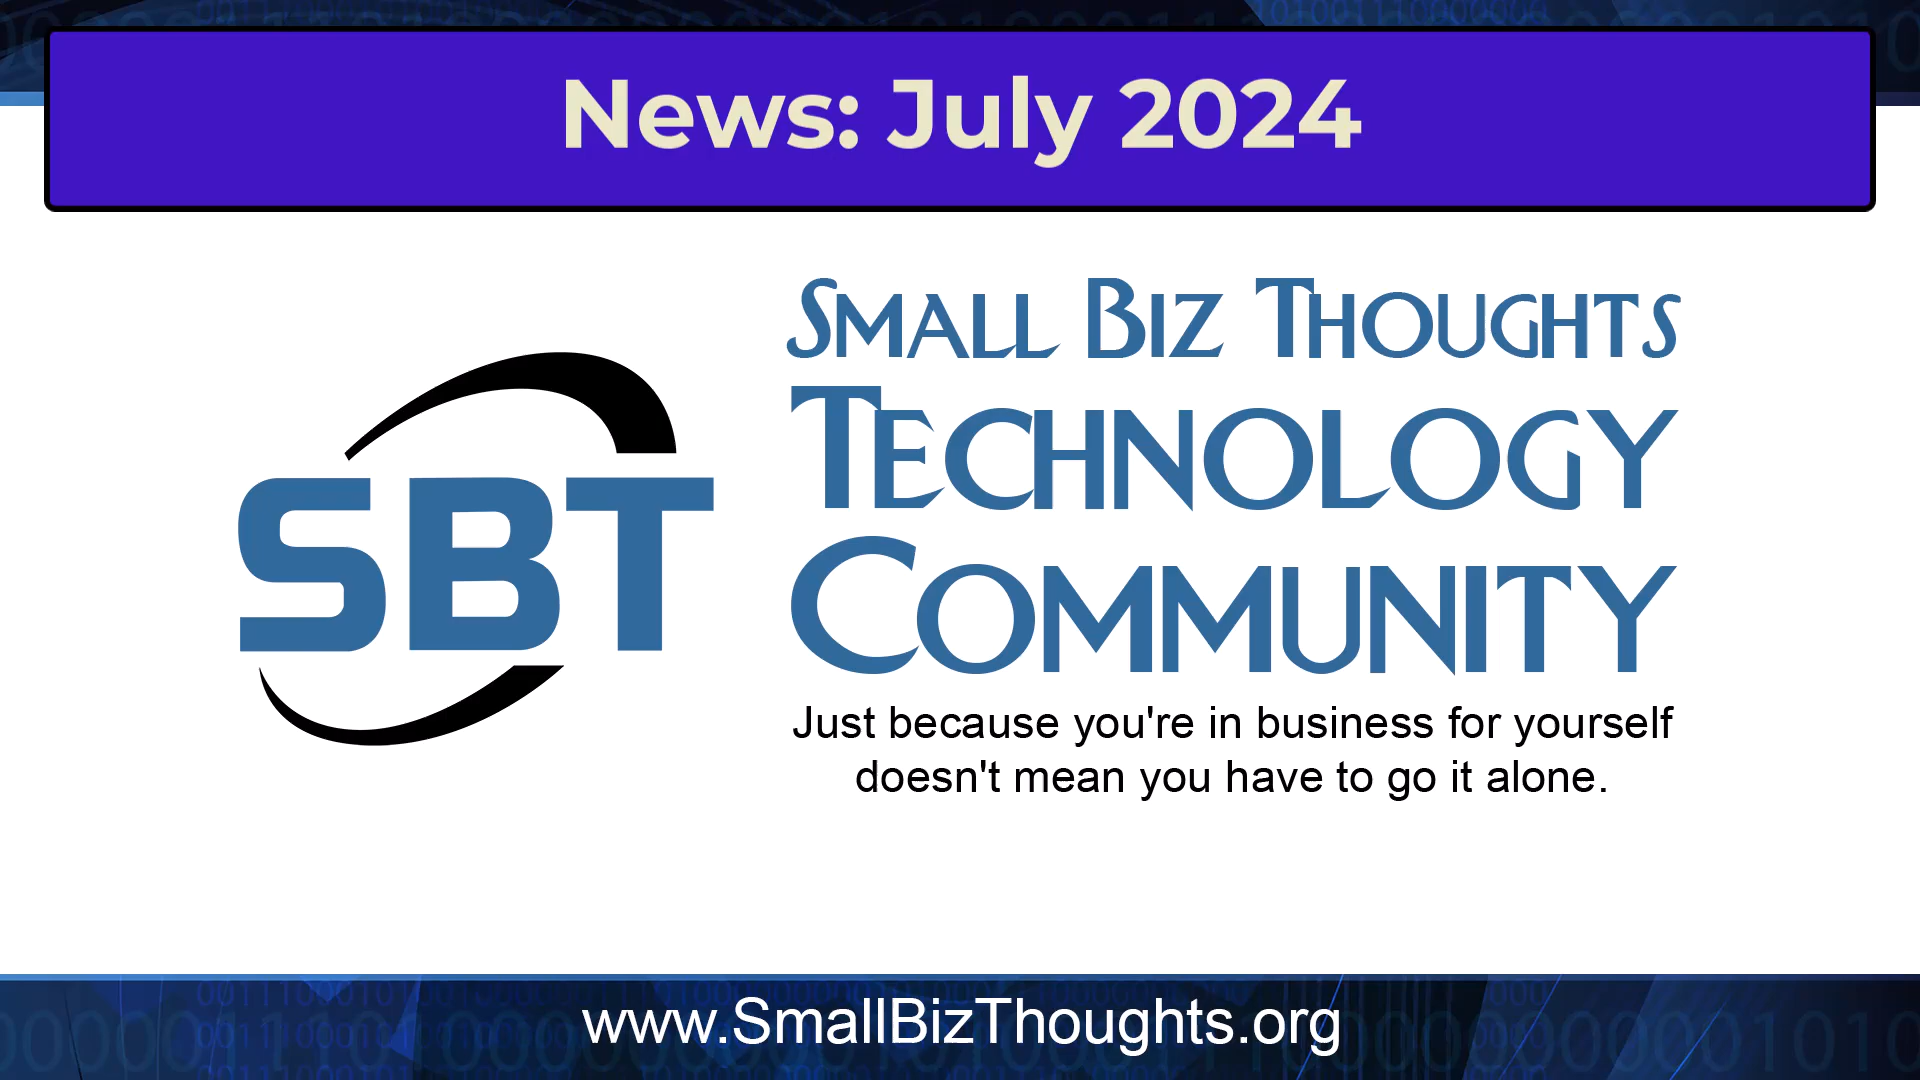 News: July 2024
SBT
Small Biz Thoughts
Technology
Community
Just because you're in business for yourself
doesn't mean you have to go it alone.
www.SmallBizThoughts.org